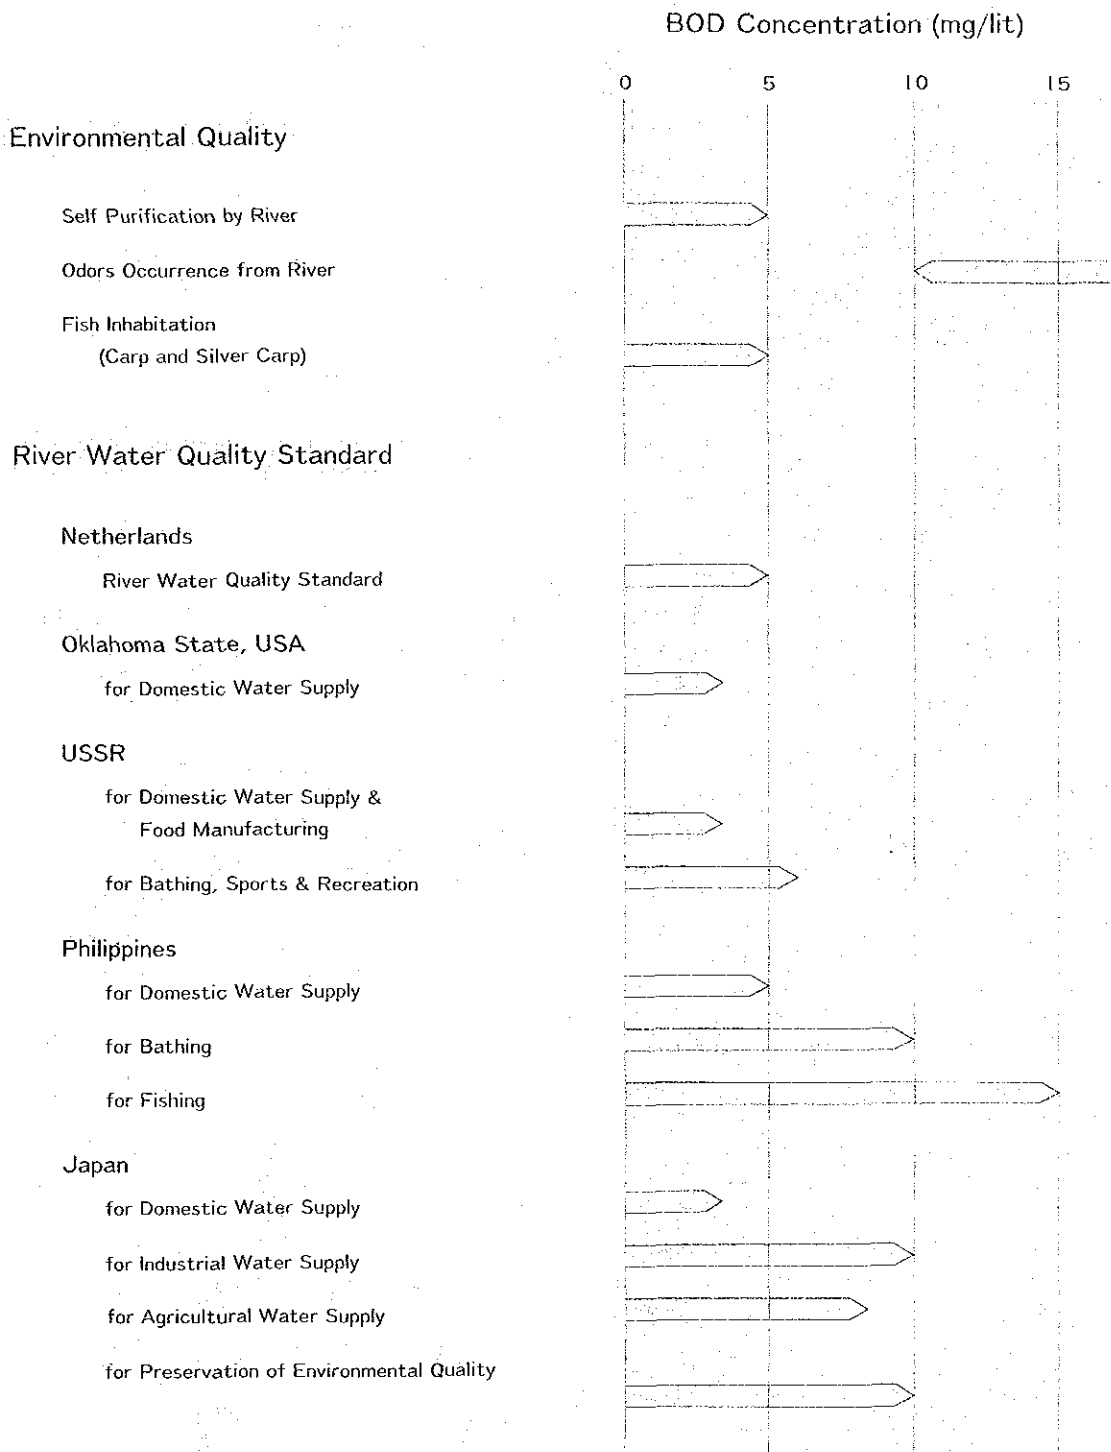 BOD Concentration (mg/lit)
0 5 10 15
Environmental Quality
Self Purification by River
Odors Occurrence from River
Fish Inhabitation
(Carp and Silver Carp)
River Water Quality Standard
Netherlands
River Water Quality Standard
Oklahoma State, USA
for Domestic Water Supply
USSR
for Domestic Water Supply &
Food Manufacturing
for Bathing, Sports & Recreation
Philippines
for Domestic Water Supply
for Bathing
for Fishing
Japan
for Domestic Water Supply
for Industrial Water Supply
for Agricultural Water Supply
for Preservation of Environmental Quality